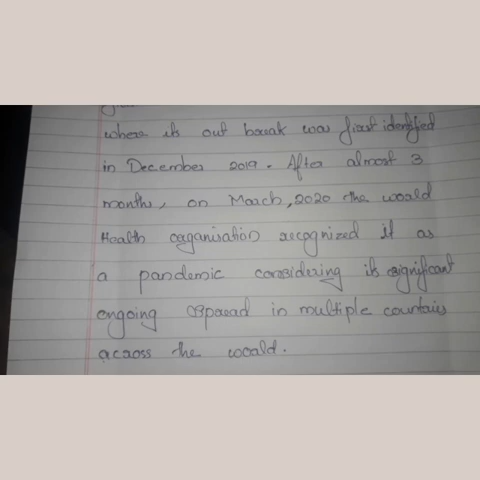 where its out break was first identified
in December 2019. After almost 3
months, on March, 2020 the world
Health organisation recognized it as
a pandemic considering its significant
ongoing spread in multiple countries
across the world.